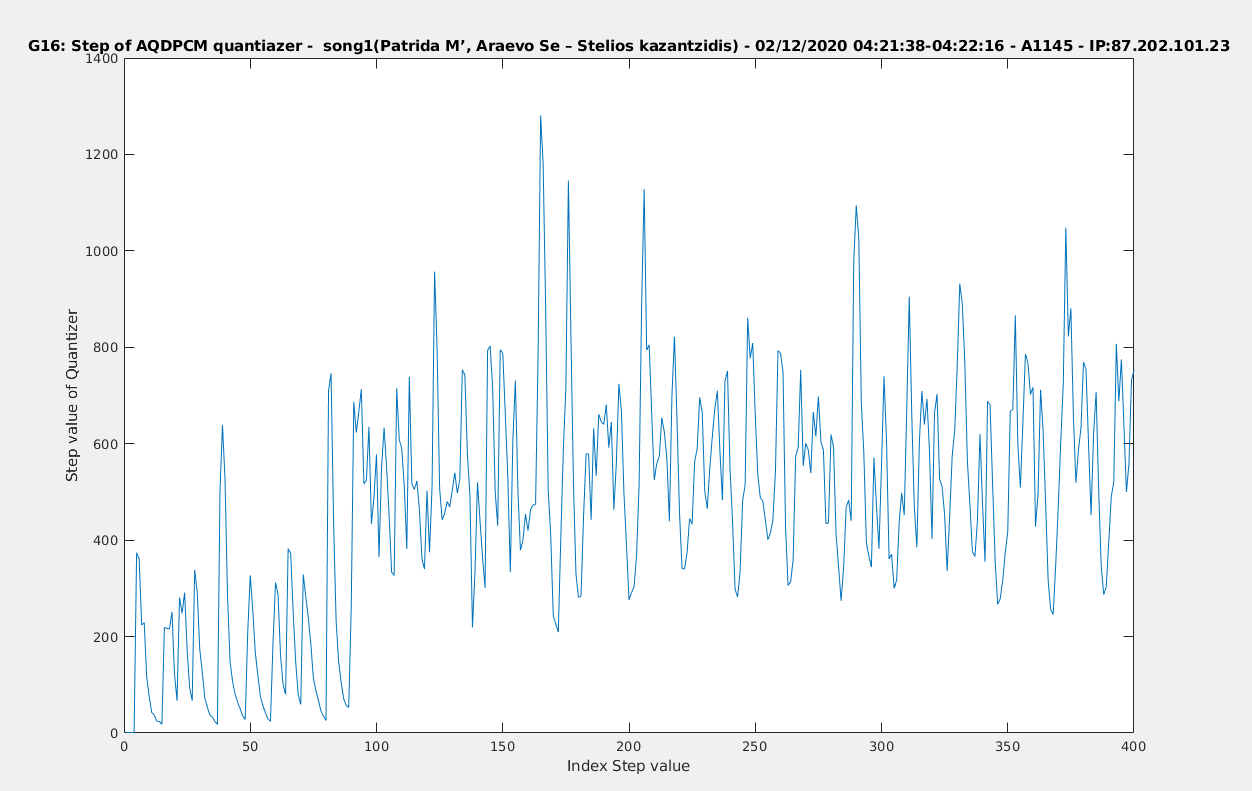 G16: Step of AQDPCM quantiazer -  song1(Patrida M’, Araevo Se – Stelios kazantzidis) - 02/12/2020 04:21:38-04:22:16 - A1145 - IP:87.202.101.23
1400
1200
1000
800
600
400
200
0
Step value of Quantizer
0 50 100 150 200 250 300 350 400
Index Step value